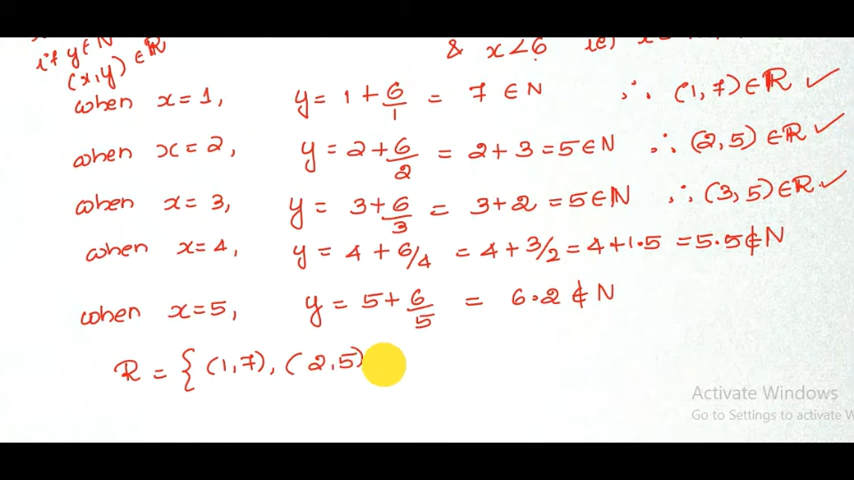 if y∈N & x<6
(x,y)∈R
when x=1, y= 1+6/1 = 7 ∈ N ∴ (1,7)∈R ✓
when x=2, y=2+6/2 = 2+3=5∈N ∴ (2,5)∈R ✓
when x=3, y= 3+6/3 = 3+2 =5∈N ∴(3,5)∈R ✓
when x=4, y= 4+6/4 = 4+3/2=4+1.5 =5.5∉N
when x=5, y= 5+6/5 = 6.2 ∉ N
R = { (1,7), (2,5)
Activate Windows
Go to Settings to activate W